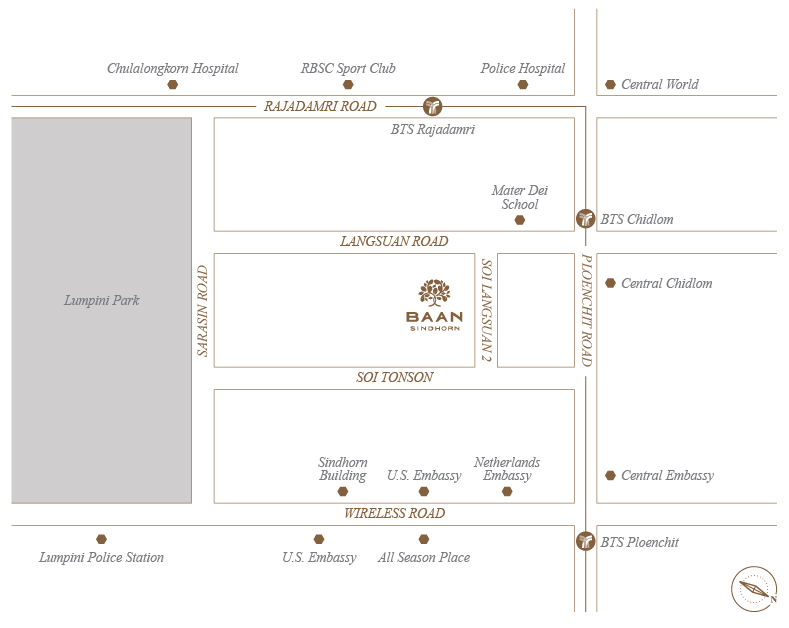 Chulalongkorn Hospital
RBSC Sport Club
Police Hospital
Central World
RAJADAMRI ROAD
BTS Rajadamri
Mater Dei
School
BTS Chidlom
LANGSUAN ROAD
Lumpini Park
SARASIN ROAD
BAAN
SINDHORN
SOI LANGSUAN 2
PLOENCHIT ROAD
Central Chidlom
SOI TONSON
Sindhorn
Building
U.S. Embassy
Netherlands
Embassy
Central Embassy
WIRELESS ROAD
Lumpini Police Station
U.S. Embassy
All Season Place
BTS Ploenchit
N